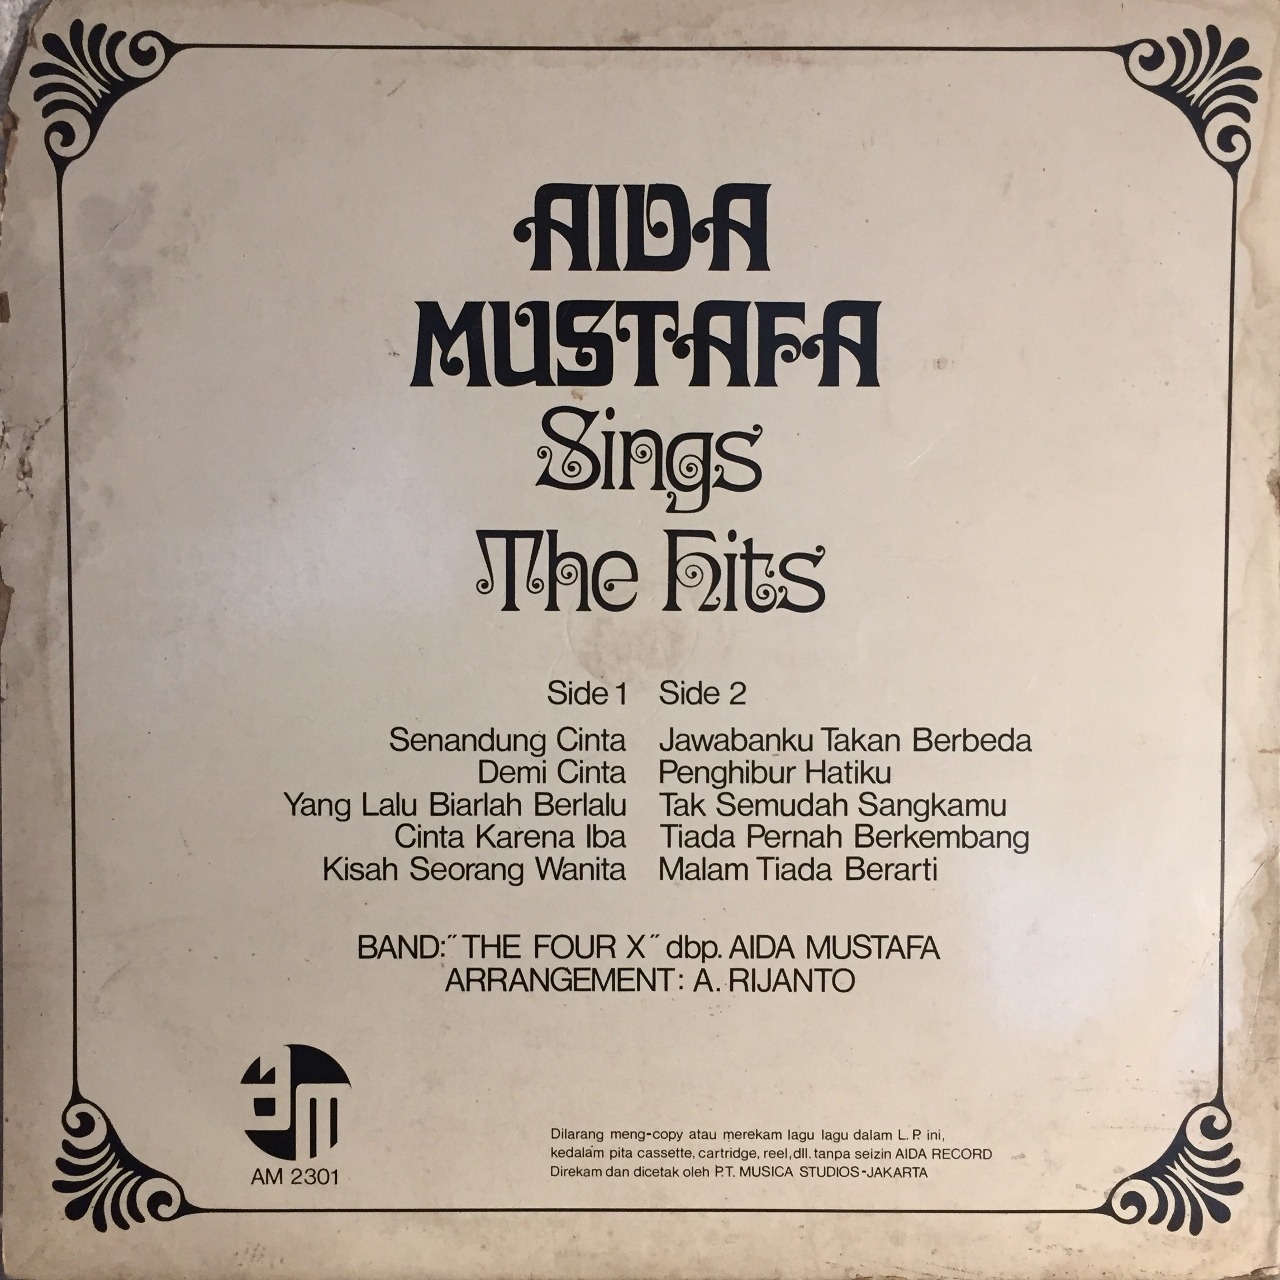 AIDA
MUSTAFA
Sings
The hits
Side 1
Senandung Cinta
Demi Cinta
Yang Lalu Biarlah Berlalu
Cinta Karena Iba
Kisah Seorang Wanita
Side 2
Jawabanku Takan Berbeda
Penghibur Hatiku
Tak Semudah Sangkamu
Tiada Pernah Berkembang
Malam Tiada Berarti
BAND: ˝ THE FOUR X ˝ dbp. AIDA MUSTAFA
ARRANGEMENT : A. RIJANTO
am
AM 2301
Dilarang meng-copy atau merekam lagu lagu dalam L. P. ini,
kedalam pita cassette, cartridge, reel, dll. tanpa seizin AIDA RECORD
Direkam dan dicetak oleh P.T. MUSICA STUDIOS-JAKARTA